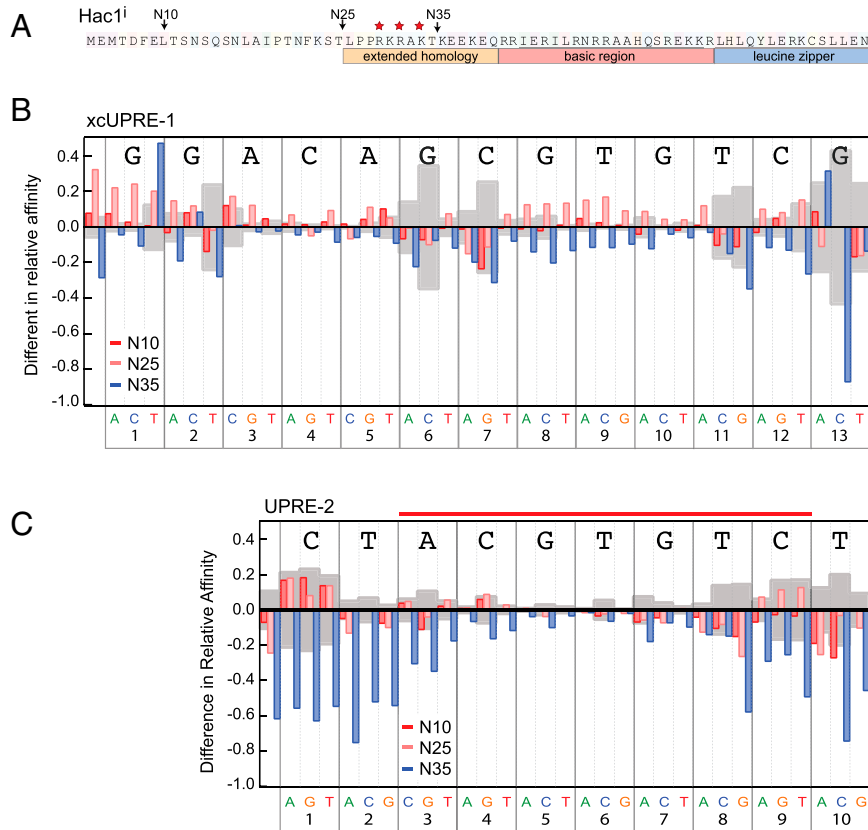 A
Hac1i
N10 N25 N35
MEMTDFELTSNSQSNLAIPTNFKSTLPPRKRAKTKEEKEQRRIERILRNRRAAHQSREKKRLHLQYLERKCSLLEN
extended homology basic region leucine zipper
B
xcUPRE-1
G G A C A G C G T G T C G
0.4
0.2
0.0
-0.2
-0.4
-0.6
-0.8
-1.0
Different in relative affinity
N10
N25
N35
A C T A C T C G T A G T C G T A C T A G T A C T A C G A C T A C G A G T A C T
1 2 3 4 5 6 7 8 9 10 11 12 13
C
UPRE-2
C T A C G T G T C T
0.4
0.2
0.0
-0.2
-0.4
-0.6
-0.8
-1.0
Difference in Relative Affinity
N10
N25
N35
A G T A C G C G T A G T A C T A C G A C T A C G A G T A C G
1 2 3 4 5 6 7 8 9 10